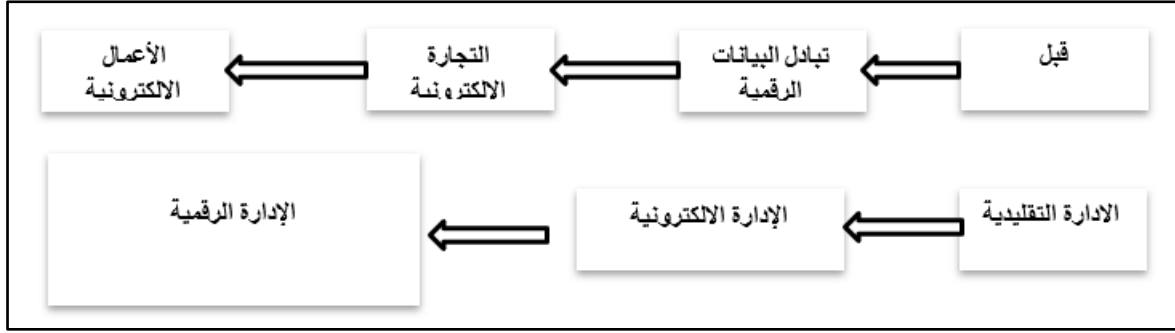 قبل
تبادل البيانات
الرقمية
التجارة
الالكترونية
الأعمال
الالكترونية
الادارة التقليدية
الإدارة الالكترونية
الإدارة الرقمية